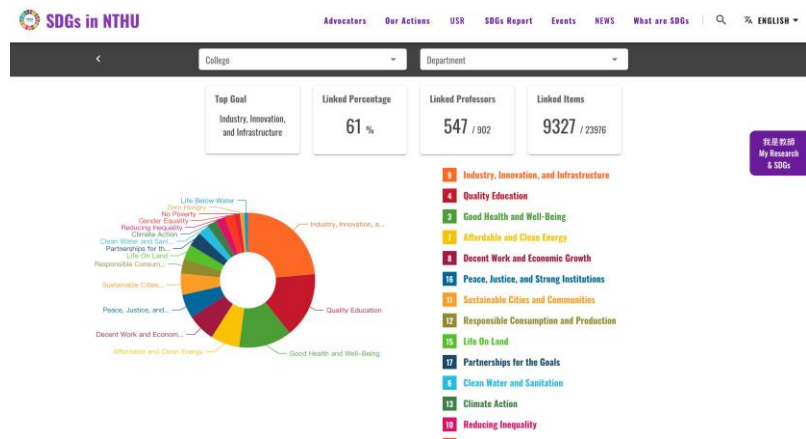 SDGs in NTHU
Advocators Our Actions USR SDGs Report Events NEWS What are SDGs ENGLISH
College
Department
Top Goal
Industry, Innovation,
and Infrastructure
Linked Percentage
61 %
Linked Professors
547 / 902
Linked Items
9327 / 23976
我是教師
My Research
& SDGs
Life Below Water
Zero Hungry
No Poverty
Gender Equality
Reducing Inequality
Climate Action
Clean Water and Sani...
Partnerships for th...
Life On Land
Responsible Consum...
Sustainable Cities...
Peace, Justice, and...
Decent Work and Econom...
Affordable and Clean Energy
Industry, Innovation, a...
Quality Education
Good Health and Well-Being
9 Industry, Innovation, and Infrastructure
4 Quality Education
3 Good Health and Well-Being
7 Affordable and Clean Energy
8 Decent Work and Economic Growth
16 Peace, Justice, and Strong Institutions
11 Sustainable Cities and Communities
12 Responsible Consumption and Production
15 Life On Land
17 Partnerships for the Goals
6 Clean Water and Sanitation
13 Climate Action
10 Reducing Inequality